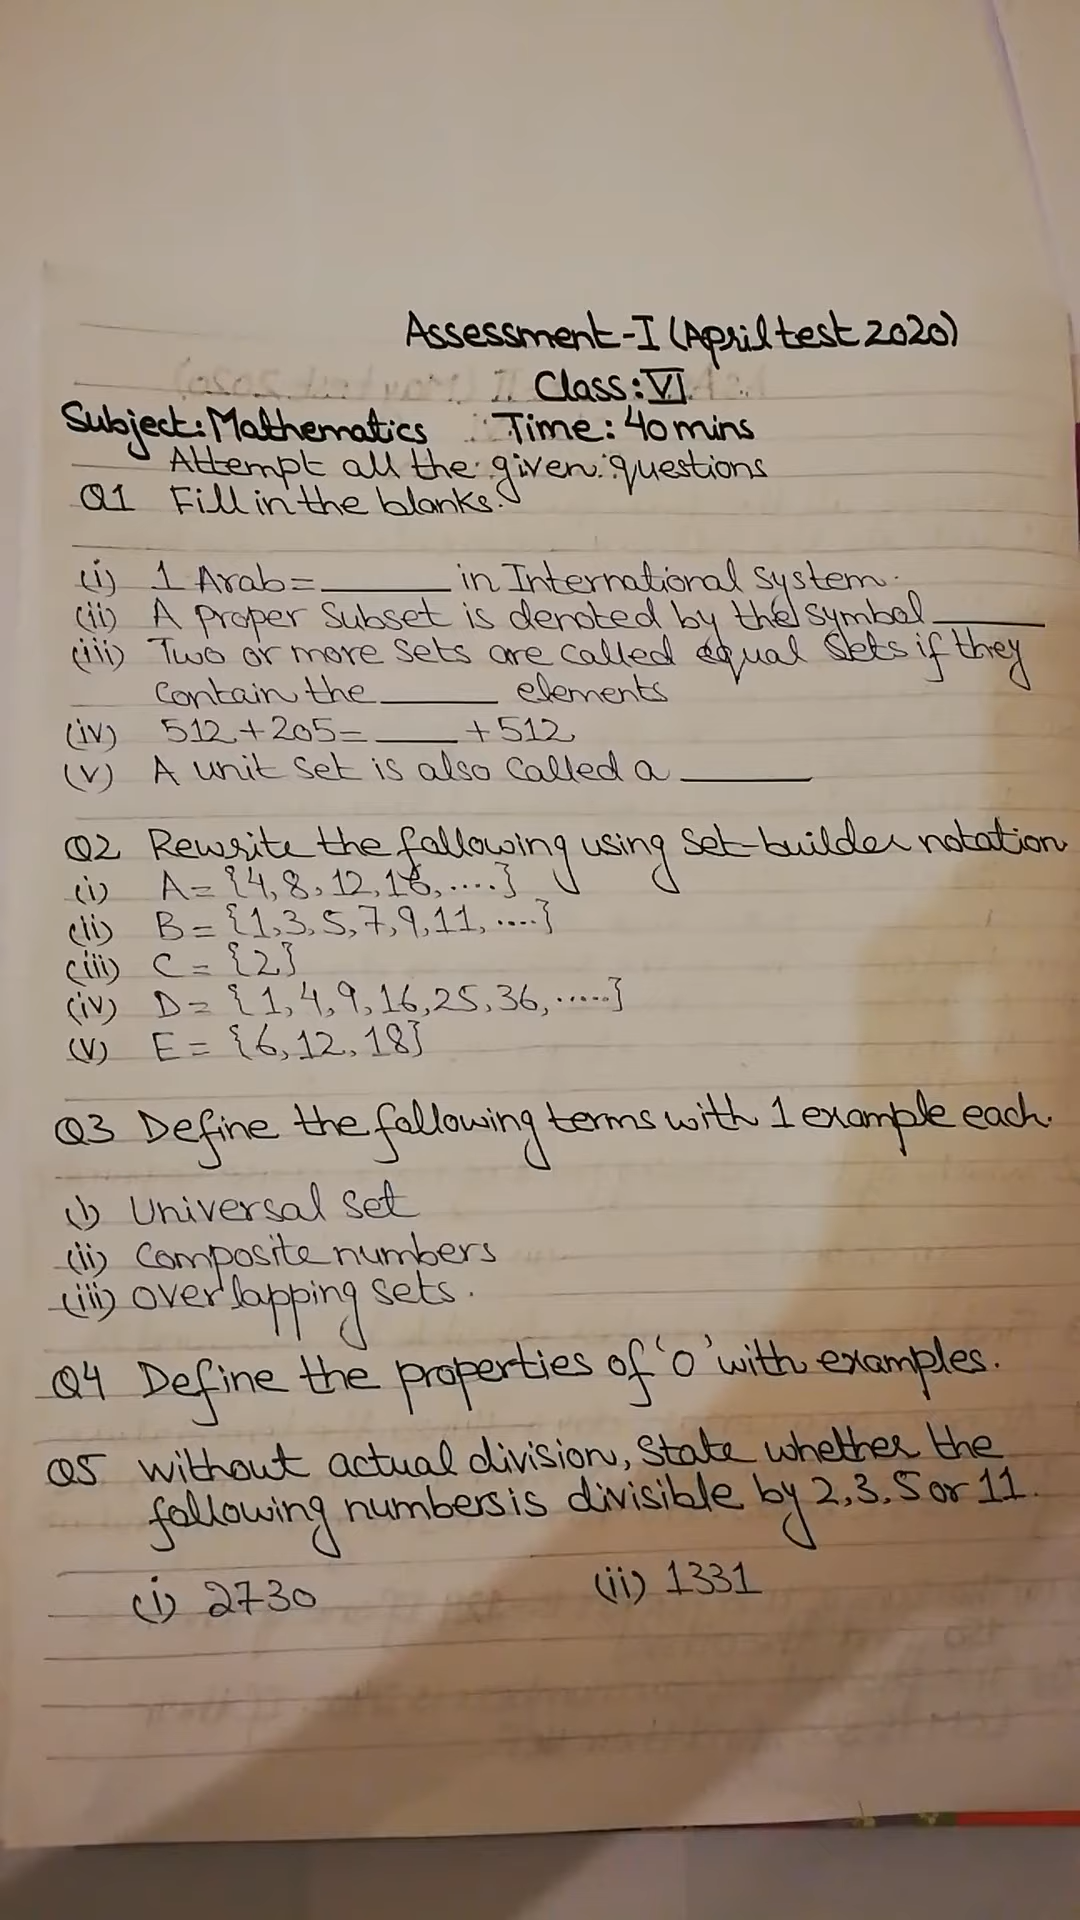 Assessment-I (April test 2020)
Class: VI
Subject: Mathematics Time: 40 mins
Attempt all the given questions
Q1 Fill in the blanks.
(i) 1 Arab = ______ in International system.
(ii) A proper subset is denoted by the symbol ______
(iii) Two or more sets are called equal sets if they
contain the ______ elements
(iv) 512 + 205 = ____ + 512
(v) A unit set is also called a ______
Q2 Rewrite the following using set-builder notation
(i) A = {4, 8, 12, 16, ....}
(ii) B = {1, 3, 5, 7, 9, 11, ....}
(iii) C = {2}
(iv) D = {1, 4, 9, 16, 25, 36, .....}
(v) E = {6, 12, 18}
Q3 Define the following terms with 1 example each.
(i) Universal set
(ii) Composite numbers
(iii) overlapping sets.
Q4 Define the properties of '0' with examples.
Q5 without actual division, State whether the
following numbers is divisible by 2, 3, 5 or 11.
(i) 2730 (ii) 1331